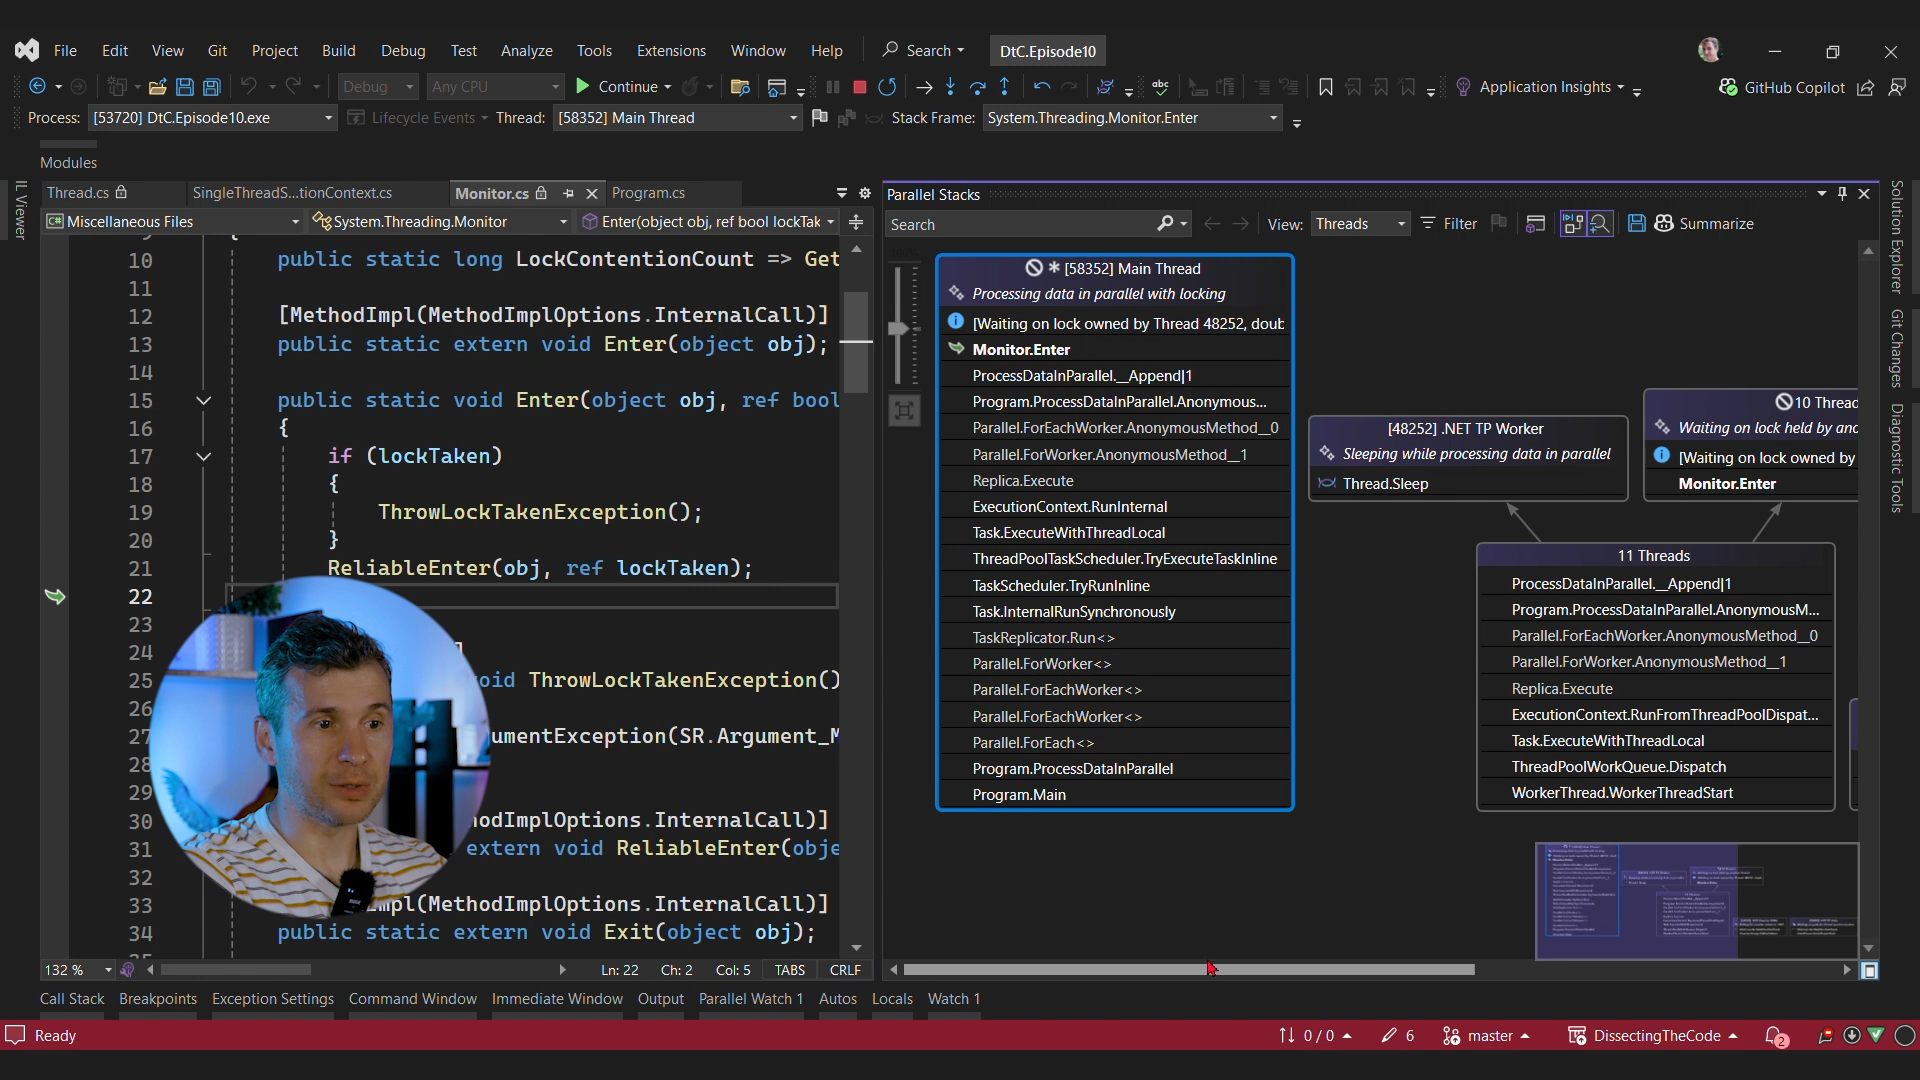 File Edit View Git Project Build Debug Test Analyze Tools Extensions Window Help Search DtC.Episode10
Debug Any CPU Continue Application Insights GitHub Copilot
Process: [53720] DtC.Episode10.exe Lifecycle Events Thread: [58352] Main Thread Stack Frame: System.Threading.Monitor.Enter
Modules
IL Viewer
Thread.cs SingleThreadS...tionContext.cs Monitor.cs Program.cs
C# Miscellaneous Files System.Threading.Monitor Enter(object obj, ref bool lockTak
10 public static long LockContentionCount => Get
11
12 [MethodImpl(MethodImplOptions.InternalCall)]
13 public static extern void Enter(object obj);
14
15 public static void Enter(object obj, ref bool
16 {
17 if (lockTaken)
18 {
19 ThrowLockTakenException();
20 }
21 ReliableEnter(obj, ref lockTaken);
22
23
24 ]
25 oid ThrowLockTakenException()
26
27 umentException(SR.Argument_M
28
29
30 odImplOptions.InternalCall)]
31 extern void ReliableEnter(obje
32
33 mpl(MethodImplOptions.InternalCall)]
34 public static extern void Exit(object obj);
132 % Ln: 22 Ch: 2 Col: 5 TABS CRLF
Parallel Stacks
Search View: Threads Filter Summarize
[58352] Main Thread
Processing data in parallel with locking
[Waiting on lock owned by Thread 48252, doub
Monitor.Enter
ProcessDataInParallel.__Append|1
Program.ProcessDataInParallel.Anonymous...
Parallel.ForEachWorker.AnonymousMethod__0
Parallel.ForWorker.AnonymousMethod__1
Replica.Execute
ExecutionContext.RunInternal
Task.ExecuteWithThreadLocal
ThreadPoolTaskScheduler.TryExecuteTaskInline
TaskScheduler.TryRunInline
Task.InternalRunSynchronously
TaskReplicator.Run<>
Parallel.ForWorker<>
Parallel.ForEachWorker<>
Parallel.ForEachWorker<>
Parallel.ForEach<>
Program.ProcessDataInParallel
Program.Main
[48252] .NET TP Worker
Sleeping while processing data in parallel
Thread.Sleep
10 Threac
Waiting on lock held by anc
[Waiting on lock owned by
Monitor.Enter
11 Threads
ProcessDataInParallel.__Append|1
Program.ProcessDataInParallel.AnonymousM...
Parallel.ForEachWorker.AnonymousMethod__0
Parallel.ForWorker.AnonymousMethod__1
Replica.Execute
ExecutionContext.RunFromThreadPoolDispat...
Task.ExecuteWithThreadLocal
ThreadPoolWorkQueue.Dispatch
WorkerThread.WorkerThreadStart
Solution Explorer
Git Changes
Diagnostic Tools
Call Stack Breakpoints Exception Settings Command Window Immediate Window Output Parallel Watch 1 Autos Locals Watch 1
Ready 0 / 0 6 master DissectingTheCode 2